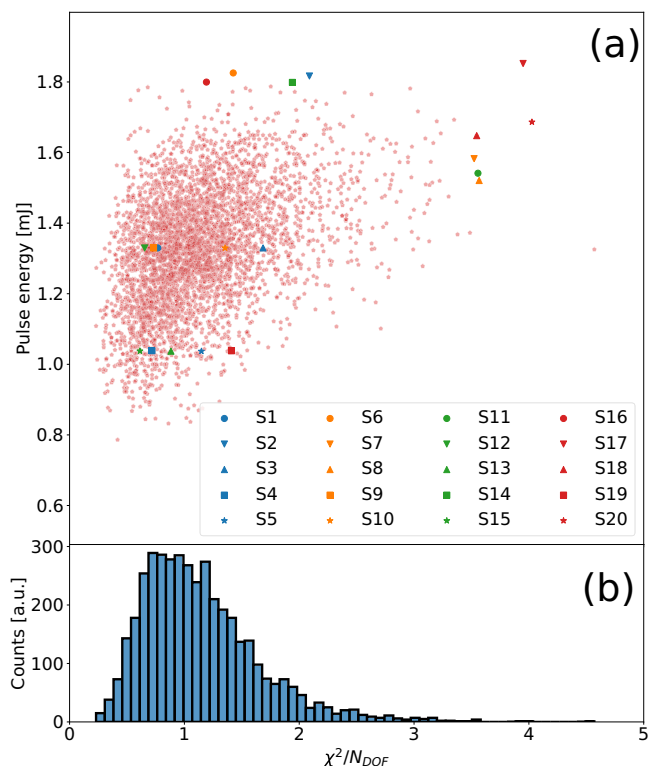 (a)
1.8
1.6
1.4
1.2
1.0
0.8
0.6
Pulse energy [mJ]
S1 S6 S11 S16
S2 S7 S12 S17
S3 S8 S13 S18
S4 S9 S14 S19
S5 S10 S15 S20
(b)
300
200
100
0
Counts [a.u.]
0 1 2 3 4 5
χ²/N_DOF